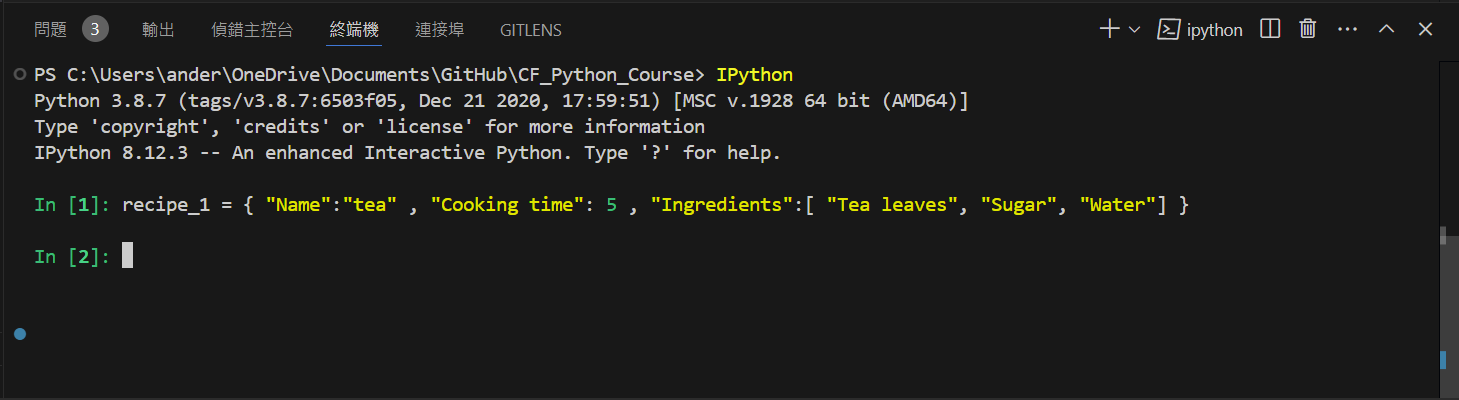 問題 3 輸出 偵錯主控台 終端機 連接埠 GITLENS ipython
PS C:\Users\ander\OneDrive\Documents\GitHub\CF_Python_Course> IPython
Python 3.8.7 (tags/v3.8.7:6503f05, Dec 21 2020, 17:59:51) [MSC v.1928 64 bit (AMD64)]
Type 'copyright', 'credits' or 'license' for more information
IPython 8.12.3 -- An enhanced Interactive Python. Type '?' for help.
In [1]: recipe_1 = { "Name":"tea" , "Cooking time": 5 , "Ingredients":[ "Tea leaves", "Sugar", "Water"] }
In [2]: